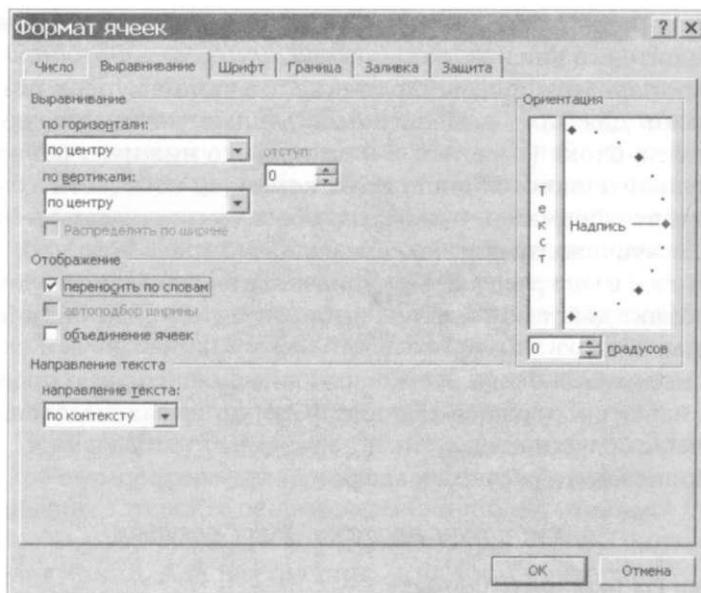 Формат ячеек
Число Выравнивание Шрифт Граница Заливка Защита
Выравнивание
по горизонтали:
по центру
отступ:
по вертикали:
0
по центру
Распределять по ширине
Отображение
переносить по словам
автоподбор ширины
объединение ячеек
Направление текста
направление текста:
по контексту
Ориентация
Текст
Надпись
0 градусов
OK Отмена